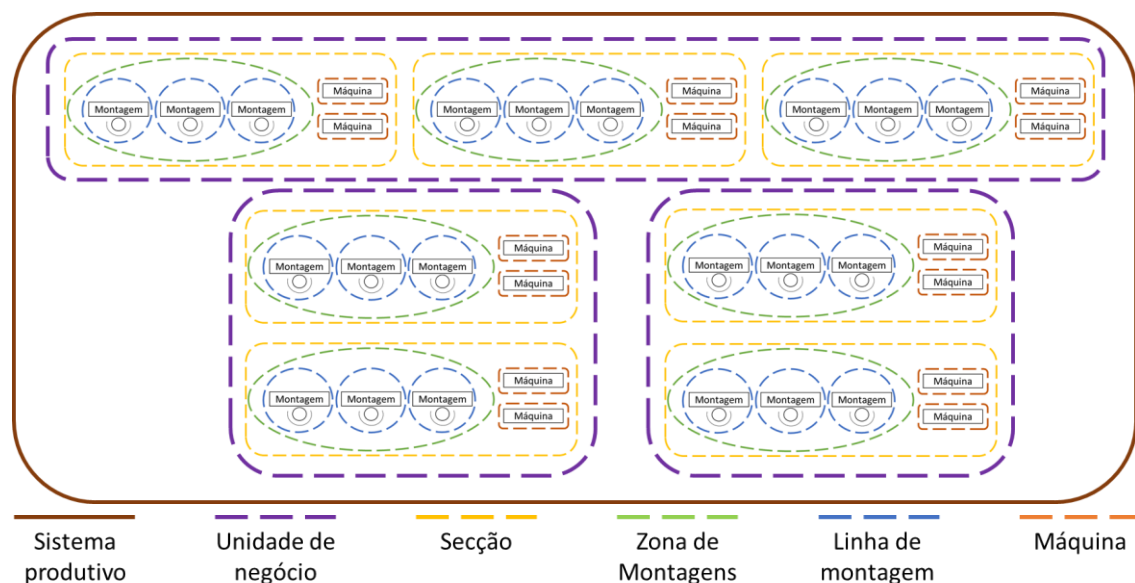 Máquina Máquina Máquina
Montagem Montagem Montagem Montagem Montagem Montagem Montagem Montagem Montagem
Máquina Máquina Máquina
Máquina Máquina
Montagem Montagem Montagem Montagem Montagem Montagem
Máquina Máquina
Máquina Máquina
Montagem Montagem Montagem Montagem Montagem Montagem
Máquina Máquina
Sistema Unidade de Secção Zona de Linha de Máquina
produtivo negócio Montagens montagem